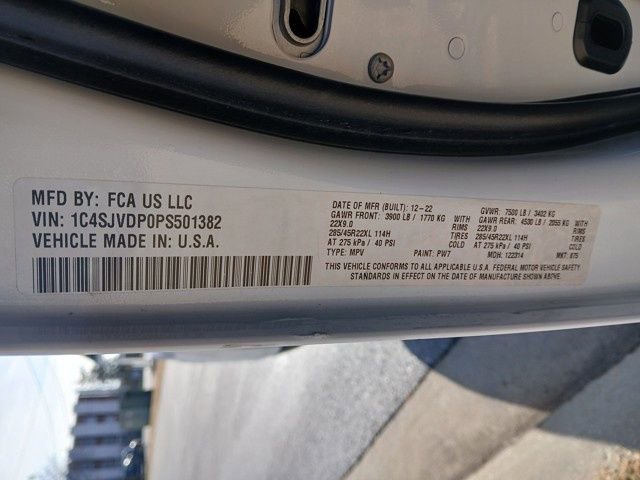 MFD BY: FCA US LLC
VIN: 1C4SJVDP0PS501382
VEHICLE MADE IN: U.S.A.
DATE OF MFR (BUILT): 12-22 GVWR: 7500 LB / 3402 KG
GAWR FRONT: 3900 LB / 1770 KG WITH GAWR REAR: 4530 LB / 2055 KG WITH
22X9.0 RIMS 22X9.0 RIMS
285/45R22XL 114H TIRES 285/45R22XL 114H TIRES
AT 275 kPa / 40 PSI COLD AT 275 kPa / 40 PSI COLD
TYPE: MPV PAINT: PW7 MDH: 122314 MKT: 875
THIS VEHICLE CONFORMS TO ALL APPLICABLE U.S.A. FEDERAL MOTOR VEHICLE SAFETY
STANDARDS IN EFFECT ON THE DATE OF MANUFACTURE SHOWN ABOVE.